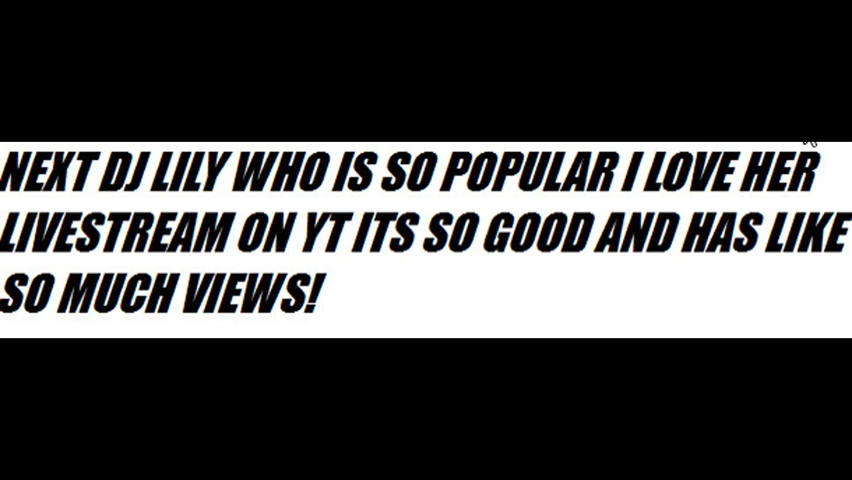 NEXT DJ LILY WHO IS SO POPULAR I LOVE HER
LIVESTREAM ON YT ITS SO GOOD AND HAS LIKE
SO MUCH VIEWS!